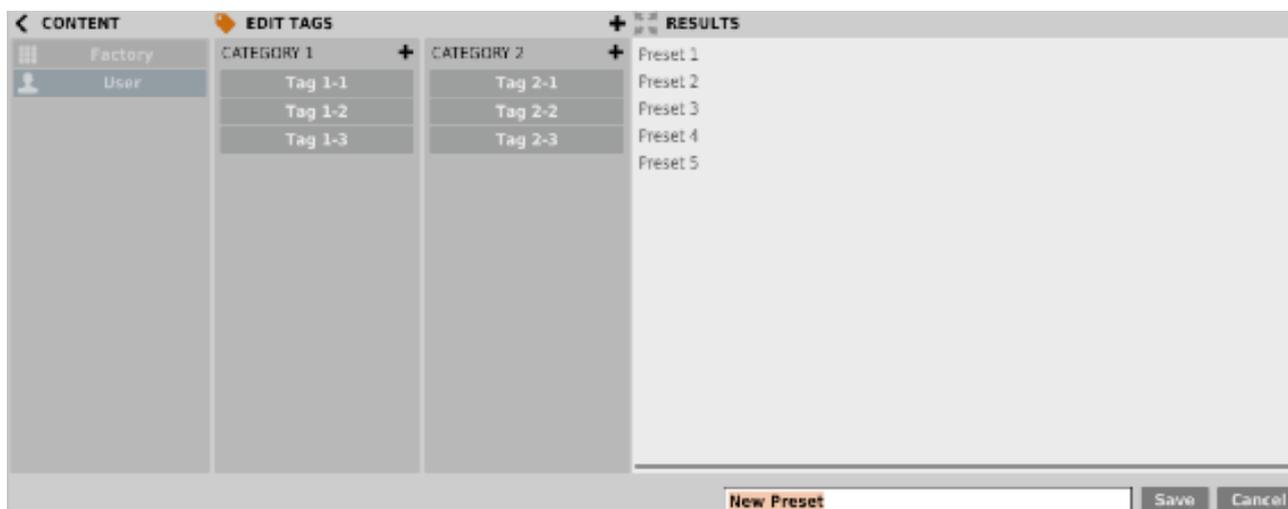 CONTENT EDIT TAGS + RESULTS
Factory CATEGORY 1 + CATEGORY 2 + Preset 1
User Tag 1-1 Tag 2-1 Preset 2
Tag 1-2 Tag 2-2 Preset 3
Tag 1-3 Tag 2-3 Preset 4
Preset 5
New Preset Save Cancel